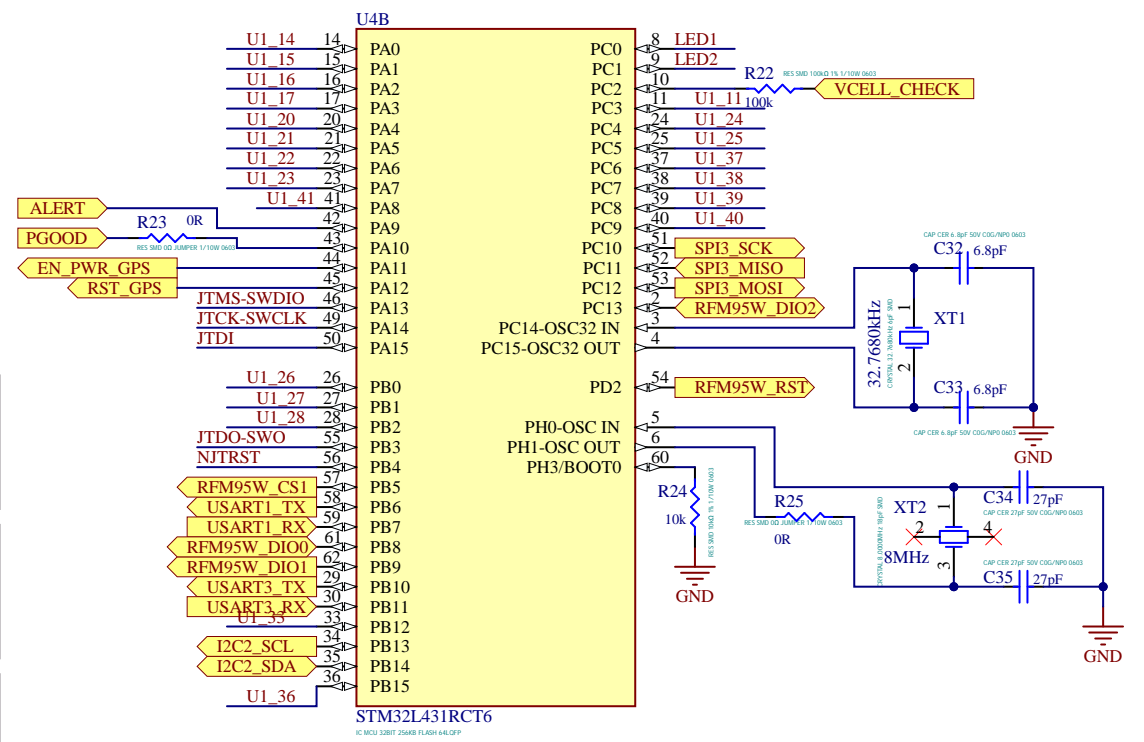 U4B
U1_14 14 PA0
U1_15 15 PA1
U1_16 16 PA2
U1_17 17 PA3
U1_20 20 PA4
U1_21 21 PA5
U1_22 22 PA6
U1_23 23 PA7
U1_41 41 PA8
ALERT 42 PA9
PGOOD R23 0R 43 PA10
RES SMD 0Ω JUMPER 1/10W 0603
EN_PWR_GPS 44 PA11
RST_GPS 45 PA12
JTMS-SWDIO 46 PA13
JTCK-SWCLK 49 PA14
JTDI 50 PA15
U1_26 26 PB0
U1_27 27 PB1
U1_28 28 PB2
JTDO-SWO 55 PB3
NJTRST 56 PB4
RFM95W_CS1 57 PB5
USART1_TX 58 PB6
USART1_RX 59 PB7
RFM95W_DIO0 61 PB8
RFM95W_DIO1 62 PB9
USART3_TX 29 PB10
USART3_RX 30 PB11
U1_33 33 PB12
I2C2_SCL 34 PB13
I2C2_SDA 35 PB14
U1_36 36 PB15
PC0 8 LED1
PC1 9 LED2
PC2 10 R22 100k VCELL_CHECK
RES SMD 100kΩ 1% 1/10W 0603
PC3 11 U1_11
PC4 24 U1_24
PC5 25 U1_25
PC6 37 U1_37
PC7 38 U1_38
PC8 39 U1_39
PC9 40 U1_40
PC10 51 SPI3_SCK
PC11 52 SPI3_MISO
PC12 53 SPI3_MOSI
PC13 2 RFM95W_DIO2
PC14-OSC32 IN 3
PC15-OSC32 OUT 4
PD2 54 RFM95W_RST
PH0-OSC IN 5
PH1-OSC OUT 6
PH3/BOOT0 60
CAP CER 6.8pF 50V C0G/NP0 0603
C32 6.8pF
1
XT1
32.7680kHz
CRYSTAL 32.7680kHz 6pF SMD
2
C33 6.8pF
CAP CER 6.8pF 50V C0G/NP0 0603
GND
R24
10k
RES SMD 10kΩ 1% 1/10W 0603
GND
R25
RES SMD 0Ω JUMPER 1/10W 0603
0R
C34 27pF
CAP CER 27pF 50V C0G/NP0 0603
XT2
1
2
4
8MHz
3
CRYSTAL 8.0000MHz 18pF SMD
CAP CER 27pF 50V C0G/NP0 0603
C35 27pF
GND
STM32L431RCT6
IC MCU 32BIT 256KB FLASH 64LQFP